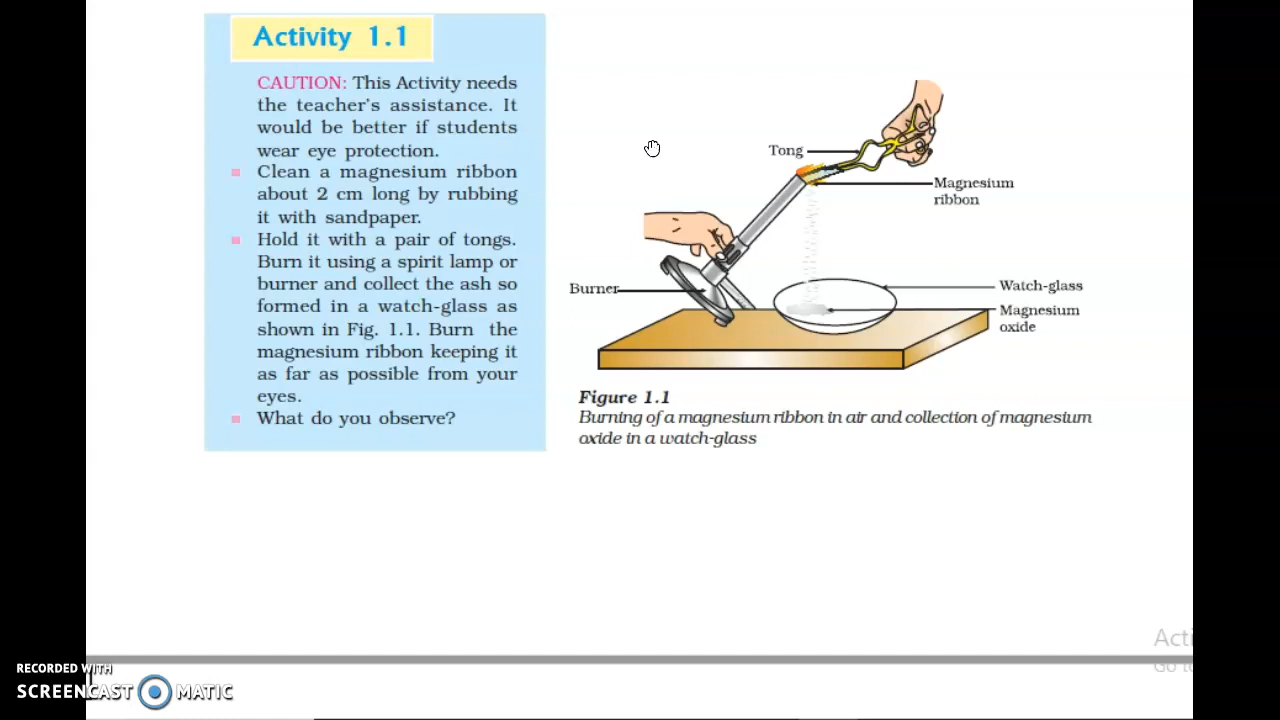 Activity 1.1
CAUTION: This Activity needs
the teacher's assistance. It
would be better if students
wear eye protection.
Clean a magnesium ribbon
about 2 cm long by rubbing
it with sandpaper.
Hold it with a pair of tongs.
Burn it using a spirit lamp or
burner and collect the ash so
formed in a watch-glass as
shown in Fig. 1.1. Burn the
magnesium ribbon keeping it
as far as possible from your
eyes.
What do you observe?
Tong
Magnesium
ribbon
Burner
Watch-glass
Magnesium
oxide
Figure 1.1
Burning of a magnesium ribbon in air and collection of magnesium
oxide in a watch-glass
Acti
Go to
RECORDED WITH
SCREENCAST MATIC